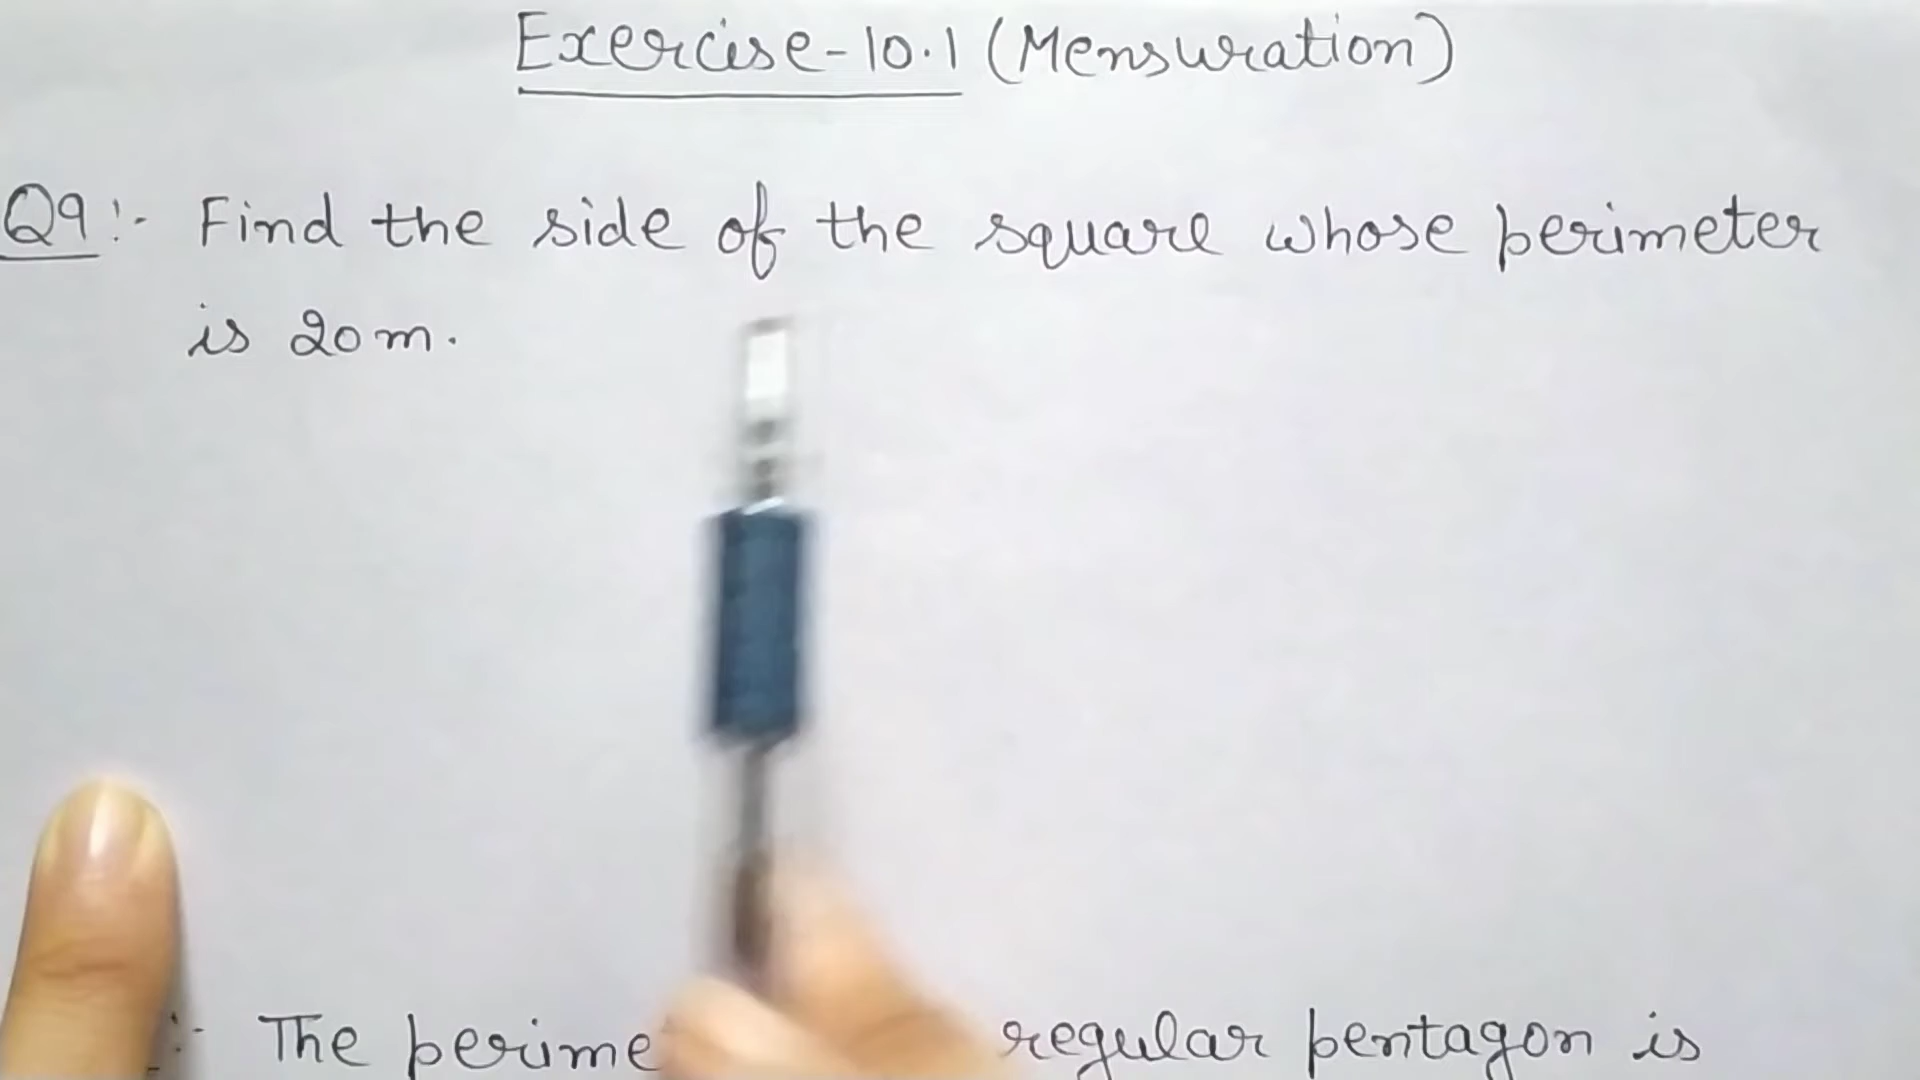 Exercise-10.1 (Mensuration)
Q9:- Find the side of the square whose perimeter
is 20m.
:- The regular pentagon is